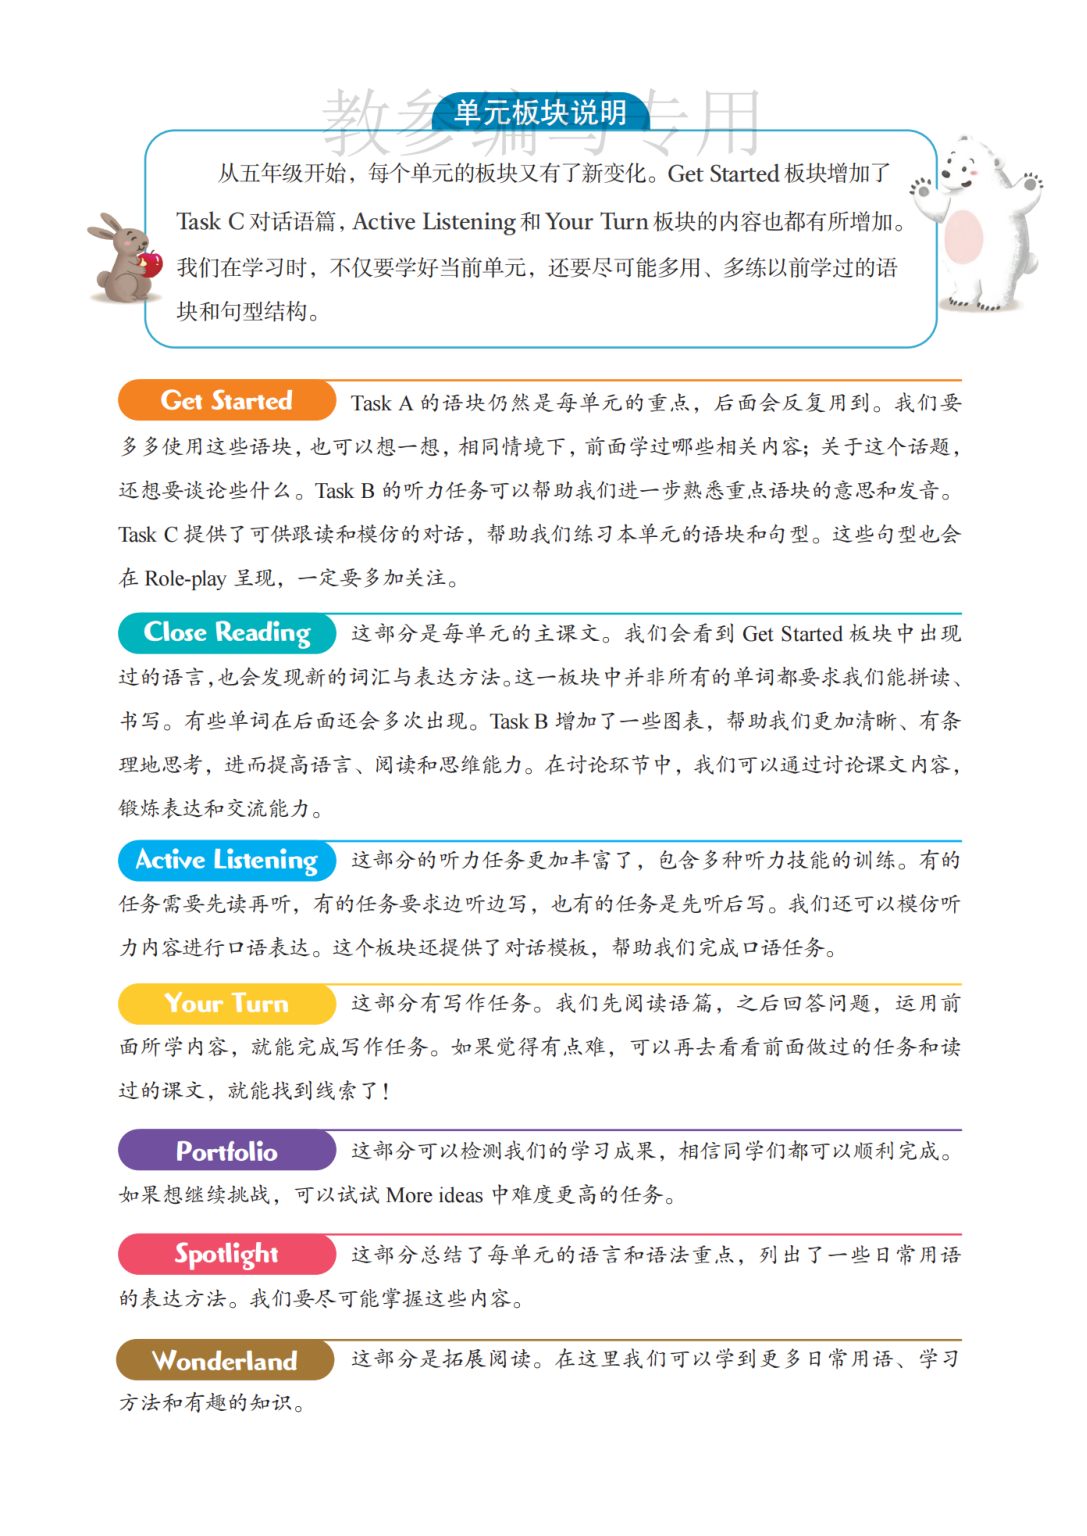 教参编写专用
单元板块说明
从五年级开始，每个单元的板块又有了新变化。Get Started 板块增加了
Task C 对话语篇，Active Listening 和 Your Turn 板块的内容也都有所增加。
我们在学习时，不仅要学好当前单元，还要尽可能多用、多练以前学过的语
块和句型结构。
Get Started Task A 的语块仍然是每单元的重点，后面会反复用到。我们要
多多使用这些语块，也可以想一想，相同情境下，前面学过哪些相关内容；关于这个话题，
还想要谈论些什么。Task B 的听力任务可以帮助我们进一步熟悉重点语块的意思和发音。
Task C 提供了可供跟读和模仿的对话，帮助我们练习本单元的语块和句型。这些句型也会
在 Role-play 呈现，一定要多加关注。
Close Reading 这部分是每单元的主课文。我们会看到 Get Started 板块中出现
过的语言，也会发现新的词汇与表达方法。这一板块中并非所有的单词都要求我们能拼读、
书写。有些单词在后面还会多次出现。Task B 增加了一些图表，帮助我们更加清晰、有条
理地思考，进而提高语言、阅读和思维能力。在讨论环节中，我们可以通过讨论课文内容，
锻炼表达和交流能力。
Active Listening 这部分的听力任务更加丰富了，包含多种听力技能的训练。有的
任务需要先读再听，有的任务要求边听边写，也有的任务是先听后写。我们还可以模仿听
力内容进行口语表达。这个板块还提供了对话模板，帮助我们完成口语任务。
Your Turn 这部分有写作任务。我们先阅读语篇，之后回答问题，运用前
面所学内容，就能完成写作任务。如果觉得有点难，可以再去看看前面做过的任务和读
过的课文，就能找到线索了！
Portfolio 这部分可以检测我们的学习成果，相信同学们都可以顺利完成。
如果想继续挑战，可以试试 More ideas 中难度更高的任务。
Spotlight 这部分总结了每单元的语言和语法重点，列出了一些日常用语
的表达方法。我们要尽可能掌握这些内容。
Wonderland 这部分是拓展阅读。在这里我们可以学到更多日常用语、学习
方法和有趣的知识。